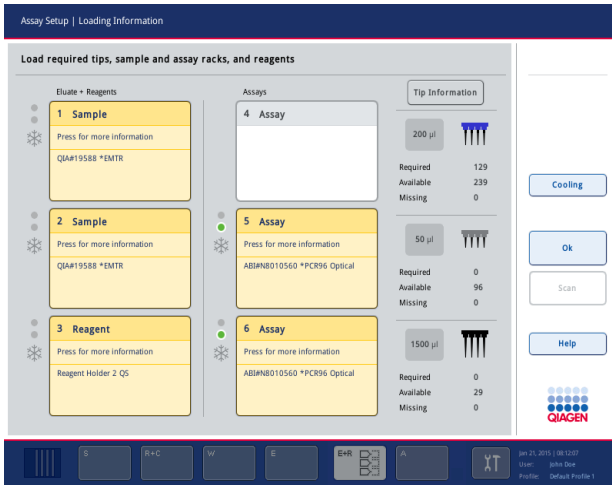 Assay Setup | Loading Information
Load required tips, sample and assay racks, and reagents
Eluate + Reagents
Assays
Tip Information
1 Sample
Press for more information
QIA#19588 *EMTR
4 Assay
200 µl
Required 129
Available 239
Missing 0
Cooling
2 Sample
Press for more information
QIA#19588 *EMTR
5 Assay
Press for more information
ABI#N8010560 *PCR96 Optical
50 µl
Required 0
Available 96
Missing 0
Ok
Scan
3 Reagent
Press for more information
Reagent Holder 2 QS
6 Assay
Press for more information
ABI#N8010560 *PCR96 Optical
1500 µl
Required 0
Available 29
Missing 0
Help
QIAGEN
S
R+C
W
E
E+R
A
Jan 21, 2015 | 08:12:07
User: John Doe
Profile: Default Profile 1